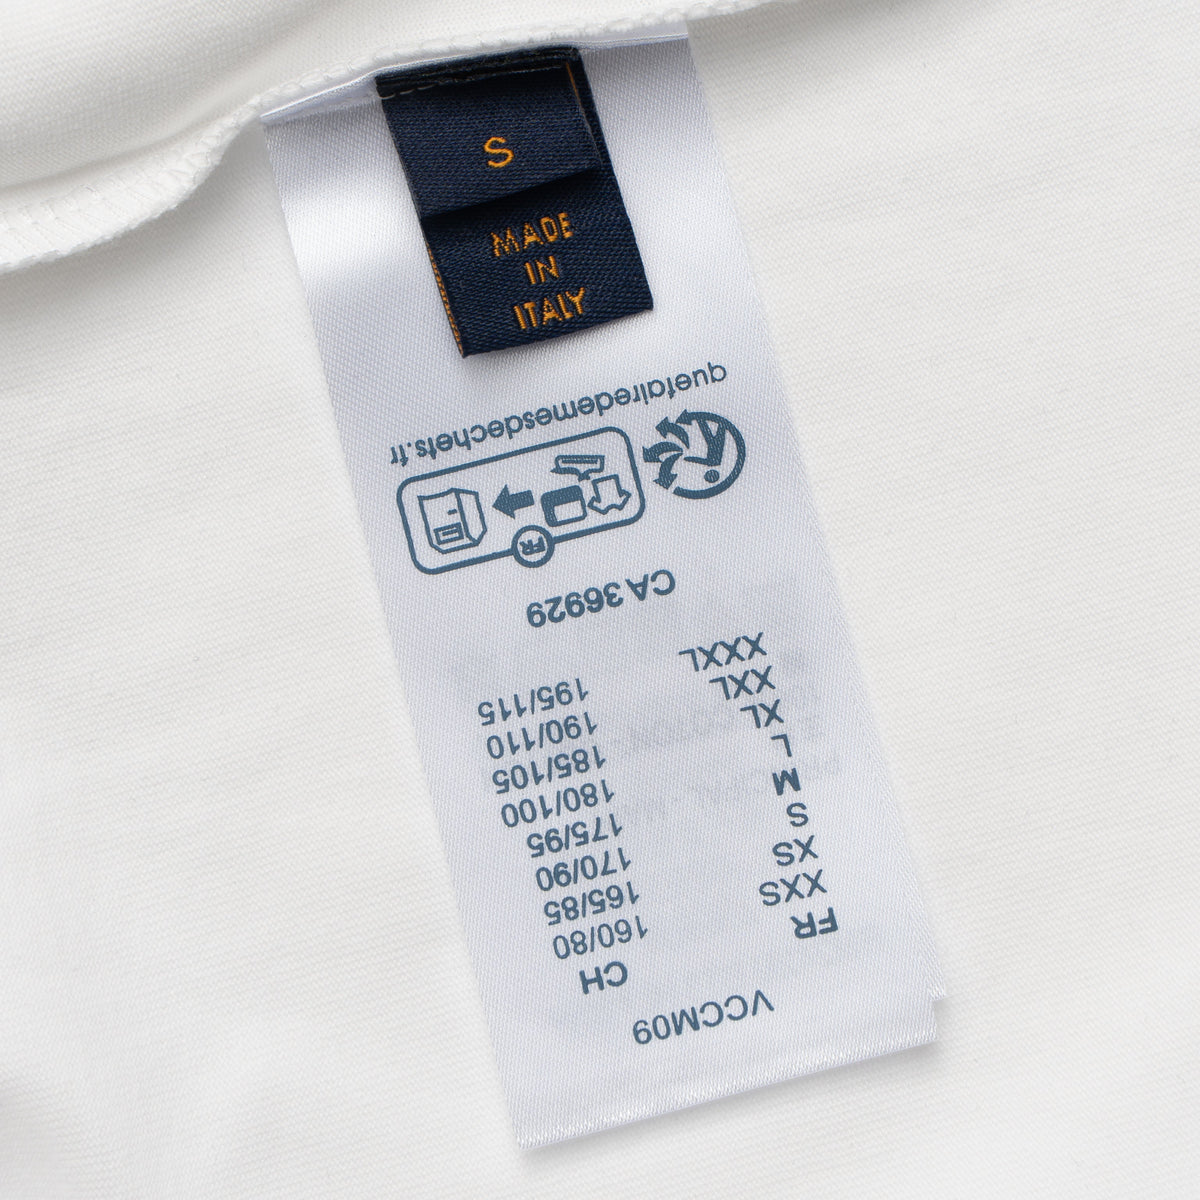 S
MADE
IN
ITALY
VCCM09
FR CH
XXS 160/80
XS 165/85
S 170/90
M 175/95
L 180/100
XL 185/105
XXL 190/110
XXXL 195/115
CA 36929
FR
quefairedemesdechets.fr